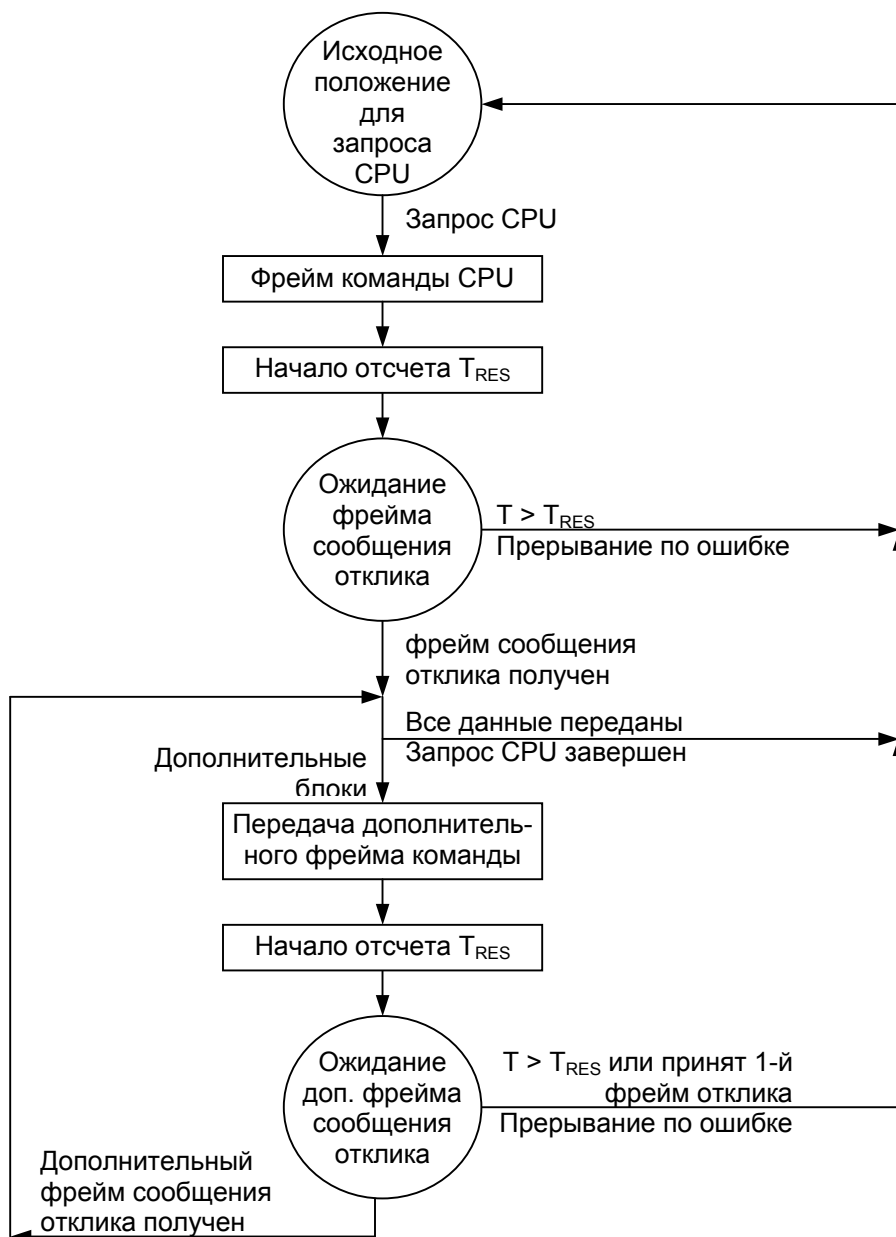 Исходное
положение
для
запроса
CPU
Запрос CPU
Фрейм команды CPU
Начало отсчета TRES
Ожидание
фрейма
сообщения
отклика
T > TRES
Прерывание по ошибке
фрейм сообщения
отклика получен
Все данные переданы
Запрос CPU завершен
Дополнительные
блоки
Передача дополнитель-
ного фрейма команды
Начало отсчета TRES
Ожидание
доп. фрейма
сообщения
отклика
T > TRES или принят 1-й
фрейм отклика
Прерывание по ошибке
Дополнительный
фрейм сообщения
отклика получен